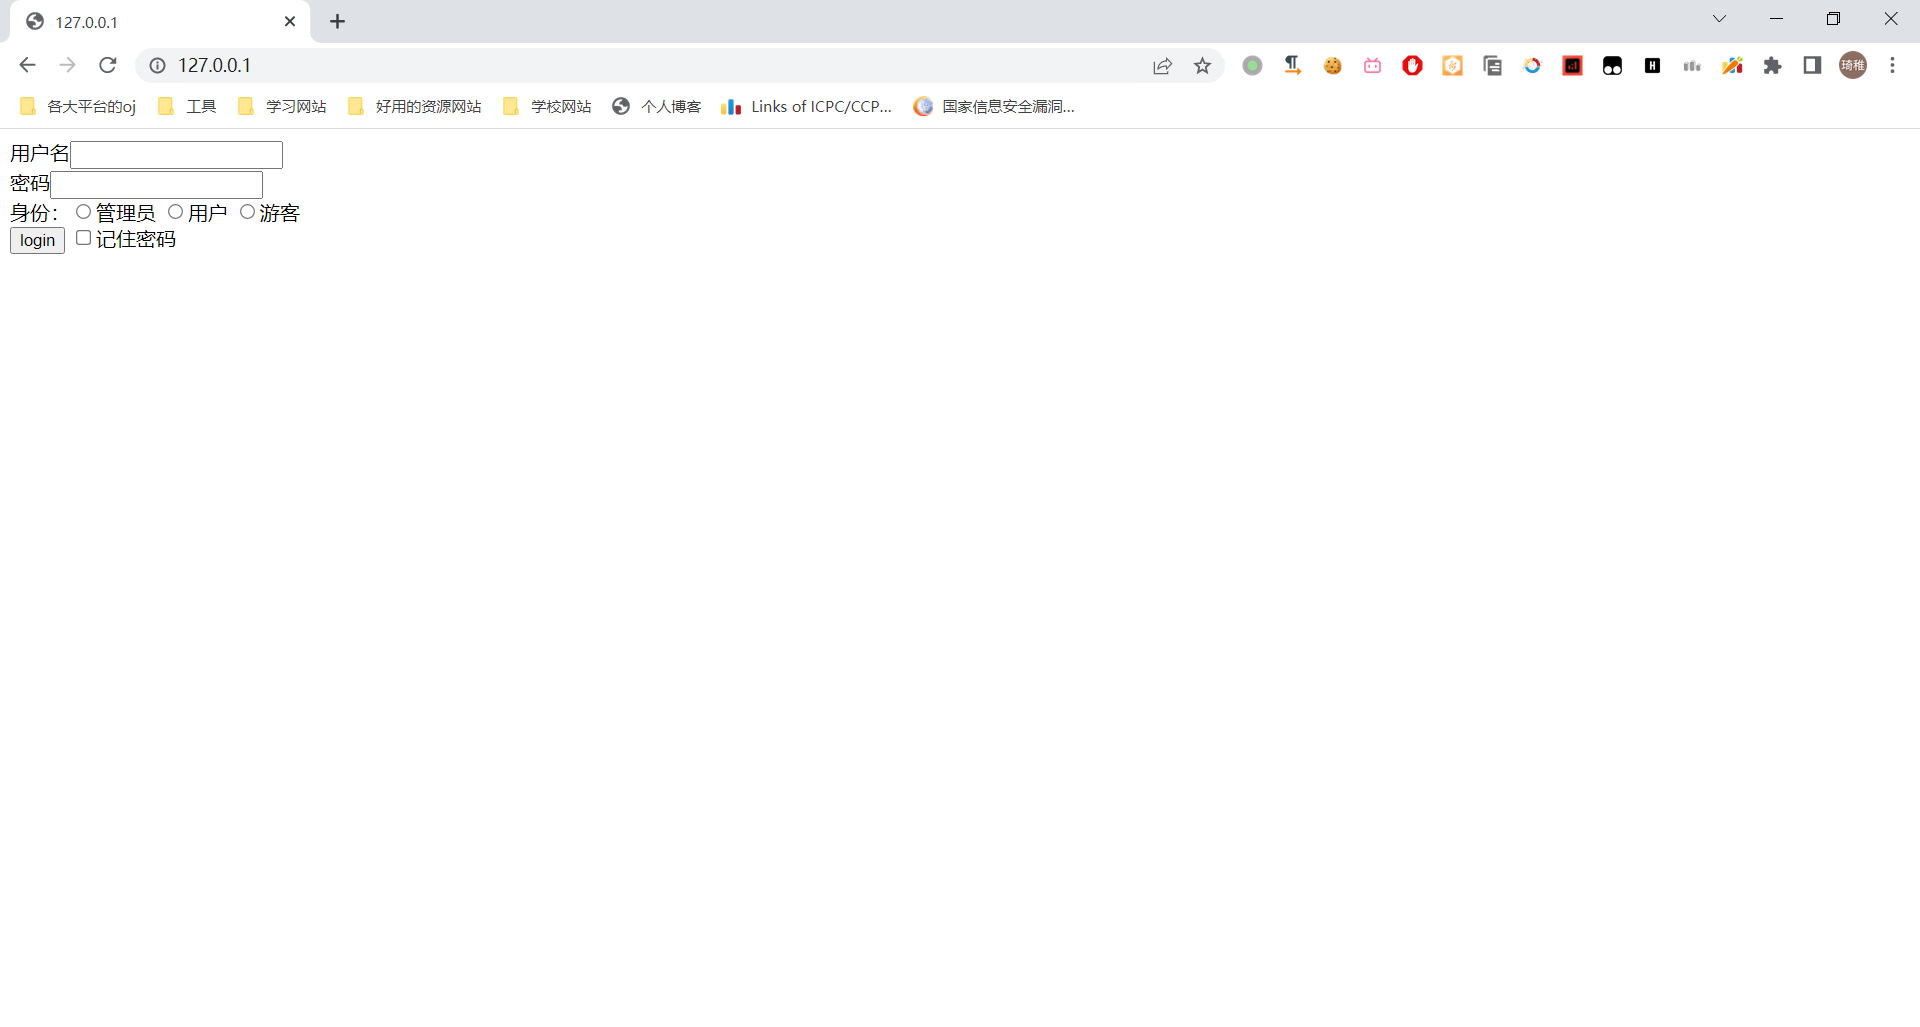 127.0.0.1
127.0.0.1
琦稚
各大平台的oj 工具 学习网站 好用的资源网站 学校网站 个人博客 Links of ICPC/CCP... 国家信息安全漏洞...
用户名
密码
身份： 管理员 用户 游客
login 记住密码